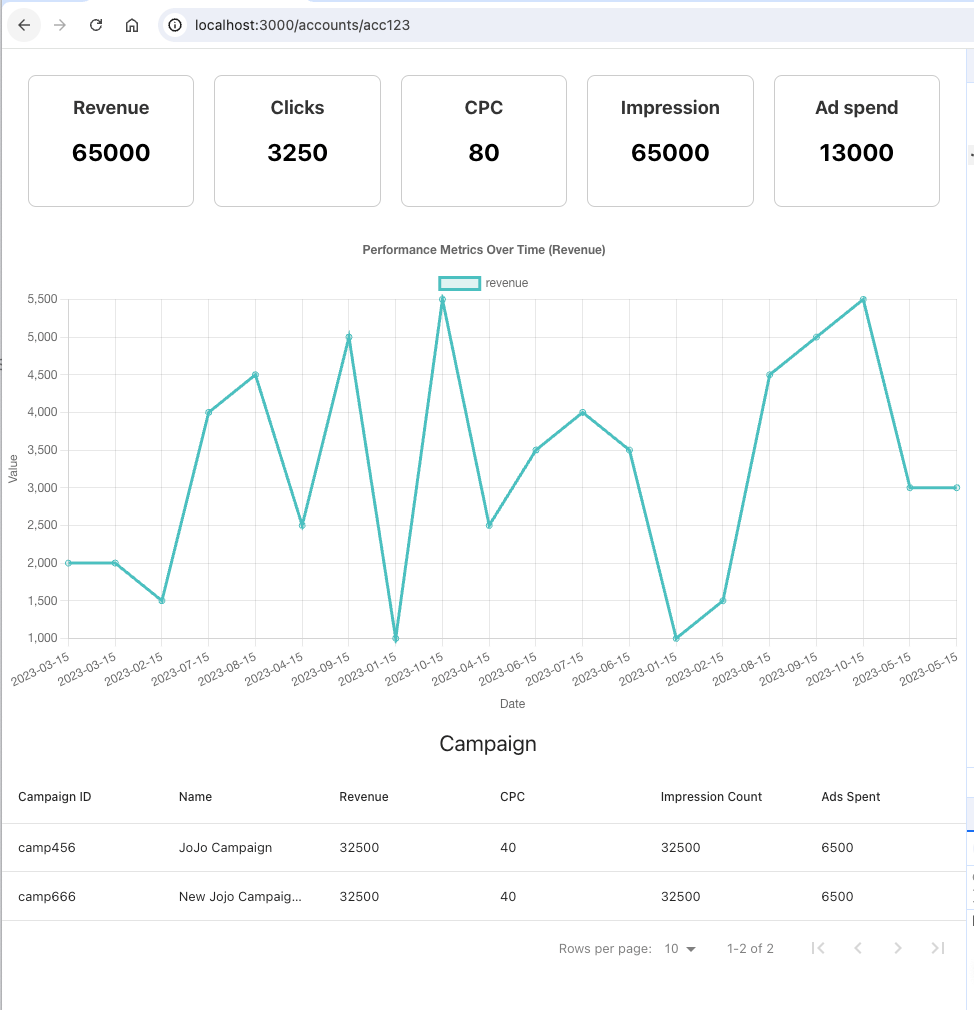 localhost:3000/accounts/acc123
Revenue Clicks CPC Impression Ad spend
65000 3250 80 65000 13000
Performance Metrics Over Time (Revenue)
revenue
5,500
5,000
4,500
4,000
3,500
Value
3,000
2,500
2,000
1,500
1,000
2023-03-15 2023-03-15 2023-02-15 2023-07-15 2023-08-15 2023-04-15 2023-09-15 2023-01-15 2023-10-15 2023-04-15 2023-06-15 2023-07-15 2023-06-15 2023-01-15 2023-02-15 2023-08-15 2023-09-15 2023-10-15 2023-05-15 2023-05-15
Date
Campaign
Campaign ID Name Revenue CPC Impression Count Ads Spent
camp456 JoJo Campaign 32500 40 32500 6500
camp666 New Jojo Campaig... 32500 40 32500 6500
Rows per page: 10 1-2 of 2